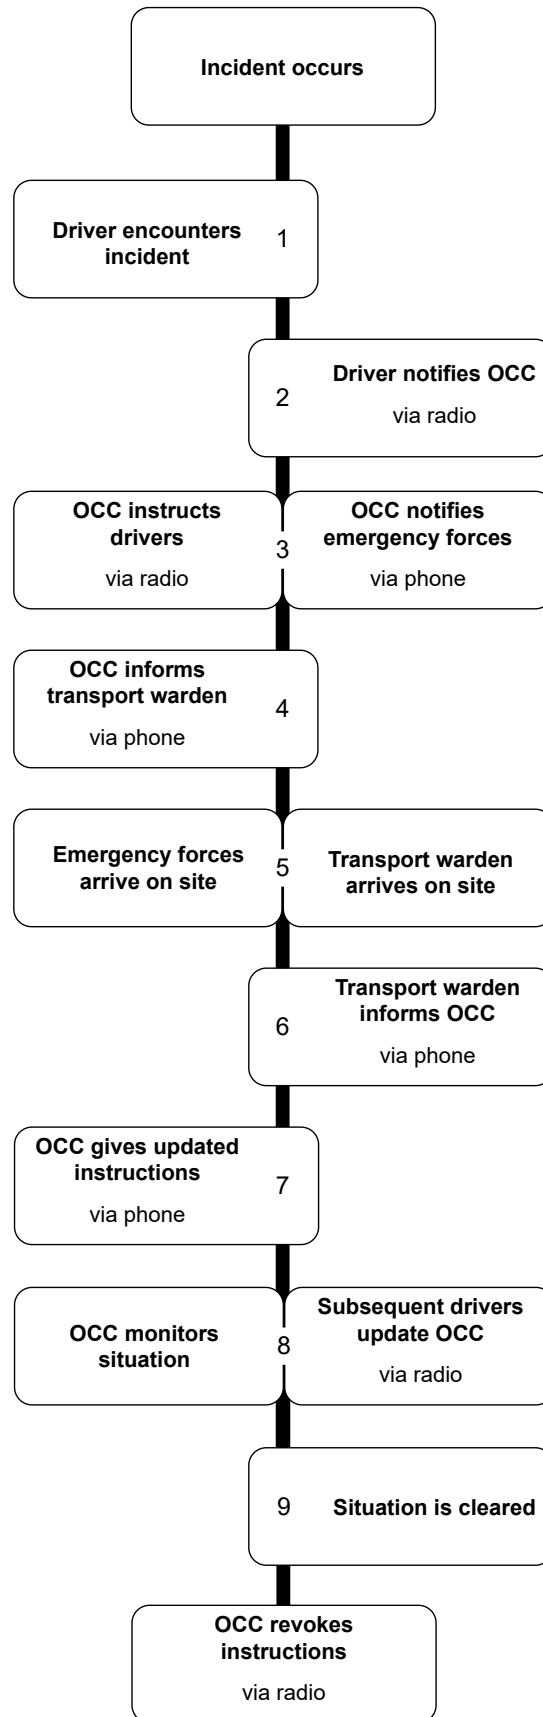 Incident occurs
Driver encounters
incident
1
2
Driver notifies OCC
via radio
OCC instructs
drivers
via radio
3
OCC notifies
emergency forces
via phone
OCC informs
transport warden
via phone
4
Emergency forces
arrive on site
5
Transport warden
arrives on site
6
Transport warden
informs OCC
via phone
OCC gives updated
instructions
via phone
7
OCC monitors
situation
8
Subsequent drivers
update OCC
via radio
9
Situation is cleared
OCC revokes
instructions
via radio